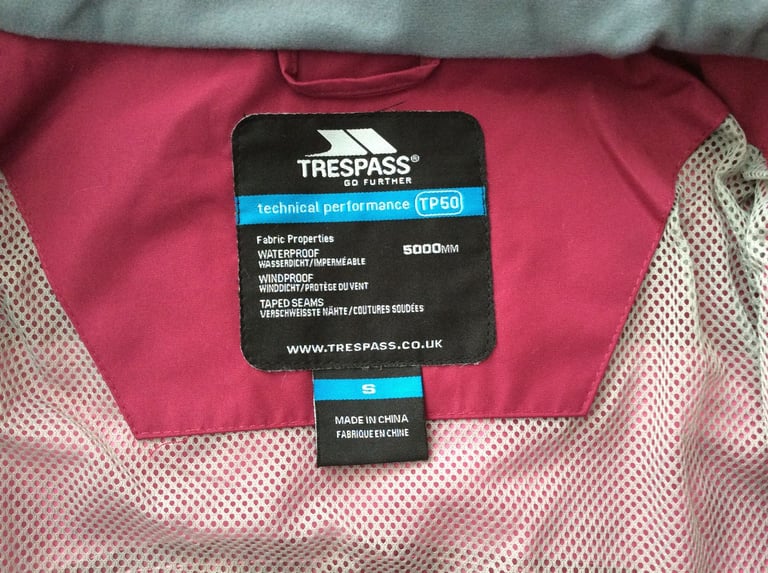 TRESPASS®
GO FURTHER
technical performance TP50
Fabric Properties
WATERPROOF 5000MM
WASSERDICHT/IMPERMÉABLE
WINDPROOF
WINDDICHT/PROTÈGE DU VENT
TAPED SEAMS
VERSCHWEISSTE NÄHTE/COUTURES SOUDÉES
WWW.TRESPASS.CO.UK
S
MADE IN CHINA
FABRIQUE EN CHINE